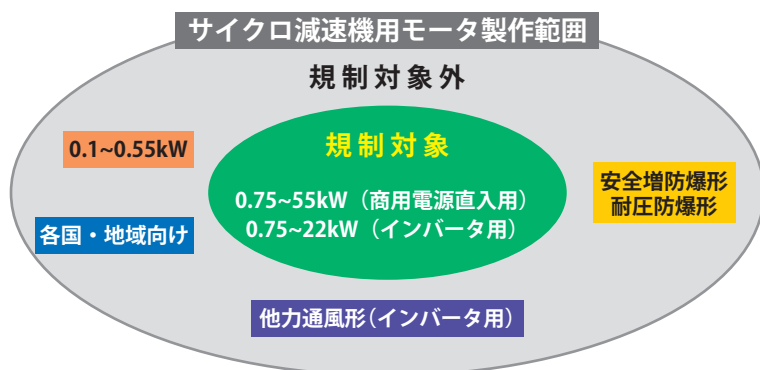 サイクロ減速機用モータ製作範囲
規制対象外
0.1~0.55kW
規制対象
0.75~55kW（商用電源直入用）
0.75~22kW（インバータ用）
安全増防爆形
耐圧防爆形
各国・地域向け
他力通風形（インバータ用）